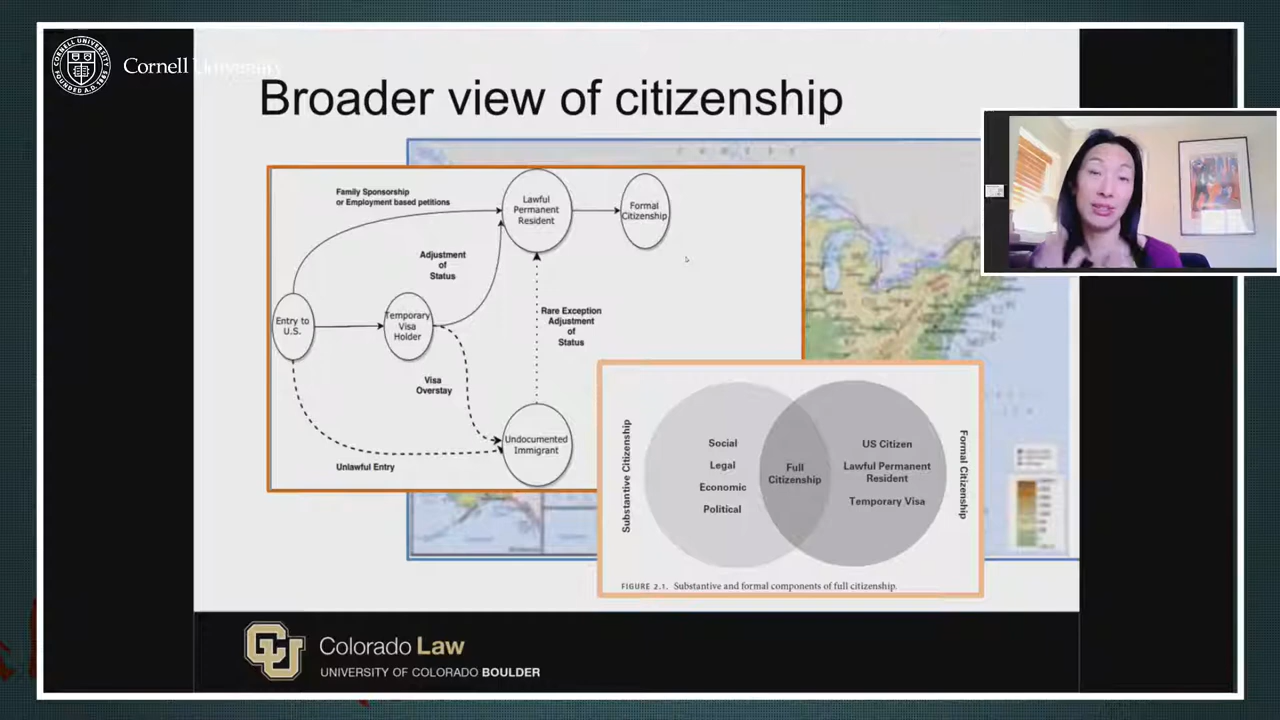 Cornell University
Broader view of citizenship
Family Sponsorship
or Employment based petitions
Lawful
Permanent
Resident
Formal
Citizenship
Adjustment
of
Status
Entry to
U.S.
Temporary
Visa
Holder
Rare Exception
Adjustment
of
Status
Visa
Overstay
Undocumented
Immigrant
Unlawful Entry
Substantive Citizenship
Social
Legal
Economic
Political
Full
Citizenship
US Citizen
Lawful Permanent
Resident
Temporary Visa
Formal Citizenship
FIGURE 2.1. Substantive and formal components of full citizenship.
CU
Colorado Law
UNIVERSITY OF COLORADO BOULDER